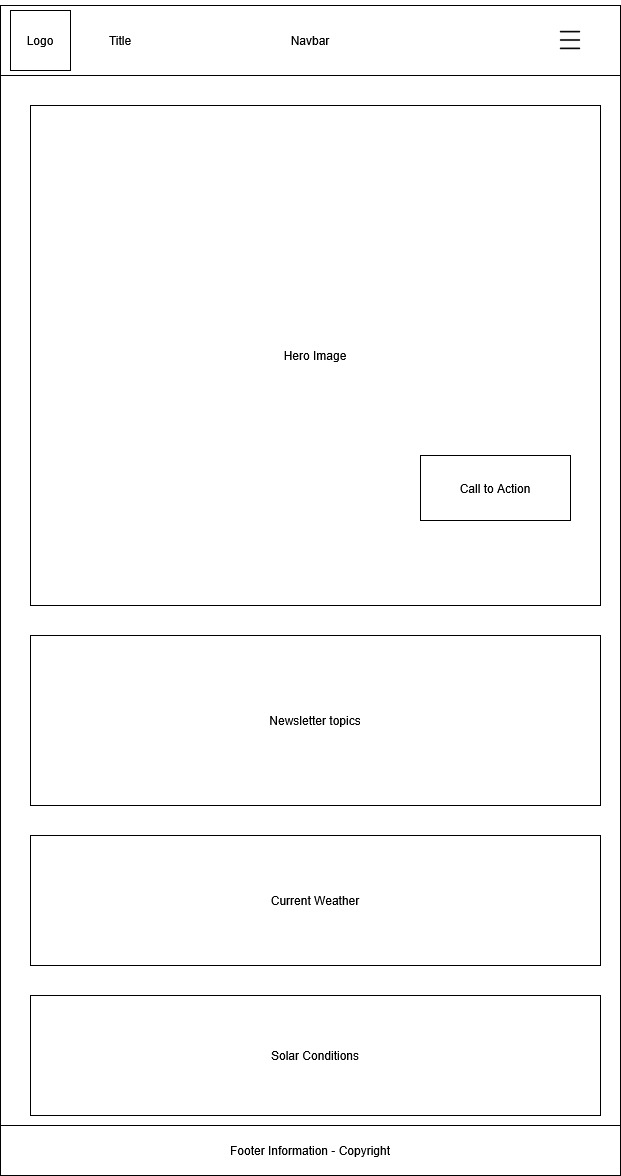 Logo
Title
Navbar
Hero Image
Call to Action
Newsletter topics
Current Weather
Solar Conditions
Footer Information - Copyright